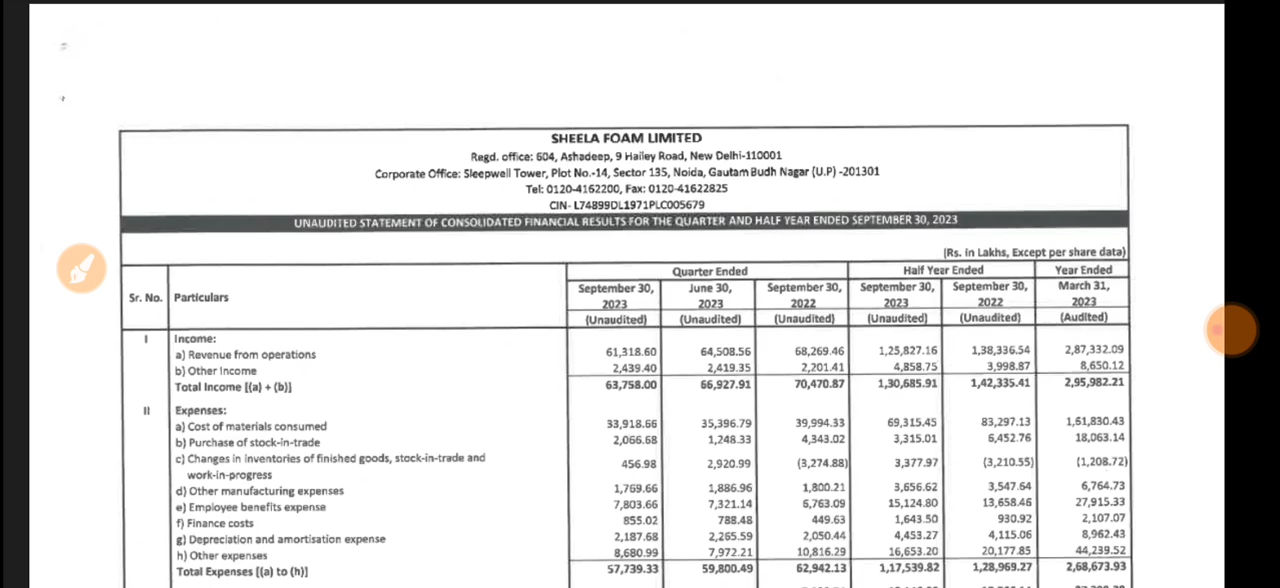 SHEELA FOAM LIMITED
Regd. office: 604, Ashadeep, 9 Hailey Road, New Delhi-110001
Corporate Office: Sleepwell Tower, Plot No.-14, Sector 135, Noida, Gautam Budh Nagar (U.P) -201301
Tel: 0120-4162200, Fax: 0120-41622825
CIN- L74899DL1971PLC005679
UNAUDITED STATEMENT OF CONSOLIDATED FINANCIAL RESULTS FOR THE QUARTER AND HALF YEAR ENDED SEPTEMBER 30, 2023
(Rs. in Lakhs, Except per share data)
Quarter Ended Half Year Ended Year Ended
Sr. No. Particulars September 30, 2023 June 30, 2023 September 30, 2022 September 30, 2023 September 30, 2022 March 31, 2023
(Unaudited) (Unaudited) (Unaudited) (Unaudited) (Unaudited) (Audited)
I Income:
a) Revenue from operations 61,318.60 64,508.56 68,269.46 1,25,827.16 1,38,336.54 2,87,332.09
b) Other Income 2,439.40 2,419.35 2,201.41 4,858.75 3,998.87 8,650.12
Total Income [(a) + (b)] 63,758.00 66,927.91 70,470.87 1,30,685.91 1,42,335.41 2,95,982.21
II Expenses:
a) Cost of materials consumed 33,918.66 35,396.79 39,994.33 69,315.45 83,297.13 1,61,830.43
b) Purchase of stock-in-trade 2,066.68 1,248.33 4,343.02 3,315.01 6,452.76 18,063.14
c) Changes in inventories of finished goods, stock-in-trade and
work-in-progress 456.98 2,920.99 (3,274.88) 3,377.97 (3,210.55) (1,208.72)
d) Other manufacturing expenses 1,769.66 1,886.96 1,800.21 3,656.62 3,547.64 6,764.73
e) Employee benefits expense 7,803.66 7,321.14 6,763.09 15,124.80 13,658.46 27,915.33
f) Finance costs 855.02 788.48 449.63 1,643.50 930.92 2,107.07
g) Depreciation and amortisation expense 2,187.68 2,265.59 2,050.44 4,453.27 4,115.06 8,962.43
h) Other expenses 8,680.99 7,972.21 10,816.29 16,653.20 20,177.85 44,239.52
Total Expenses [(a) to (h)] 57,739.33 59,800.49 62,942.13 1,17,539.82 1,28,969.27 2,68,673.93